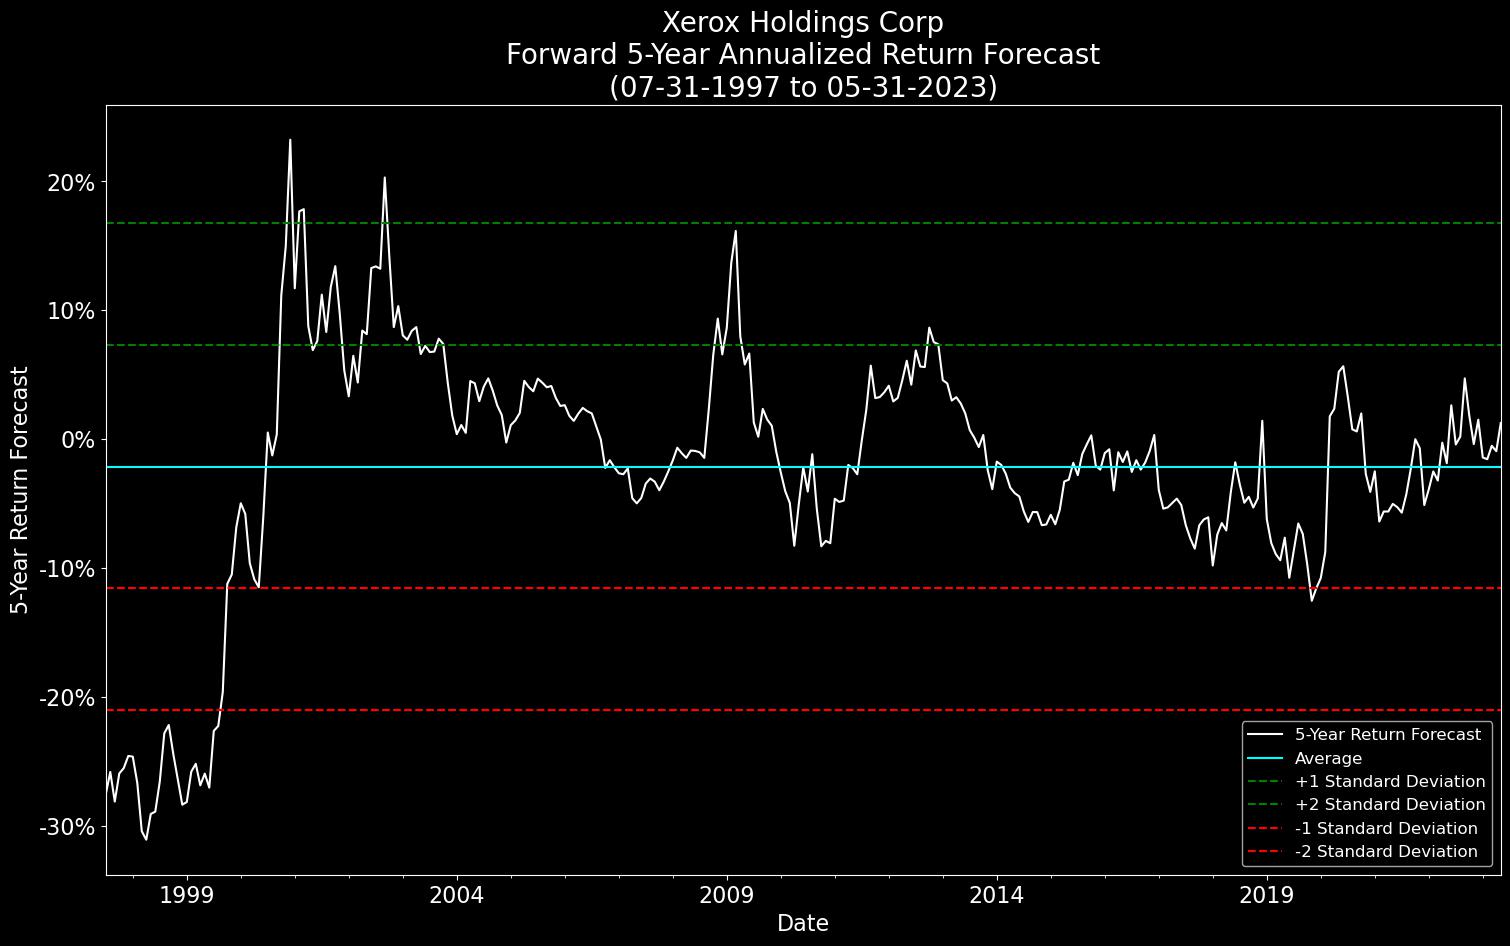 Xerox Holdings Corp
Forward 5-Year Annualized Return Forecast
(07-31-1997 to 05-31-2023)
5-Year Return Forecast
20%
10%
0%
-10%
-20%
-30%
5-Year Return Forecast
Average
+1 Standard Deviation
+2 Standard Deviation
-1 Standard Deviation
-2 Standard Deviation
1999
2004
2009
2014
2019
Date